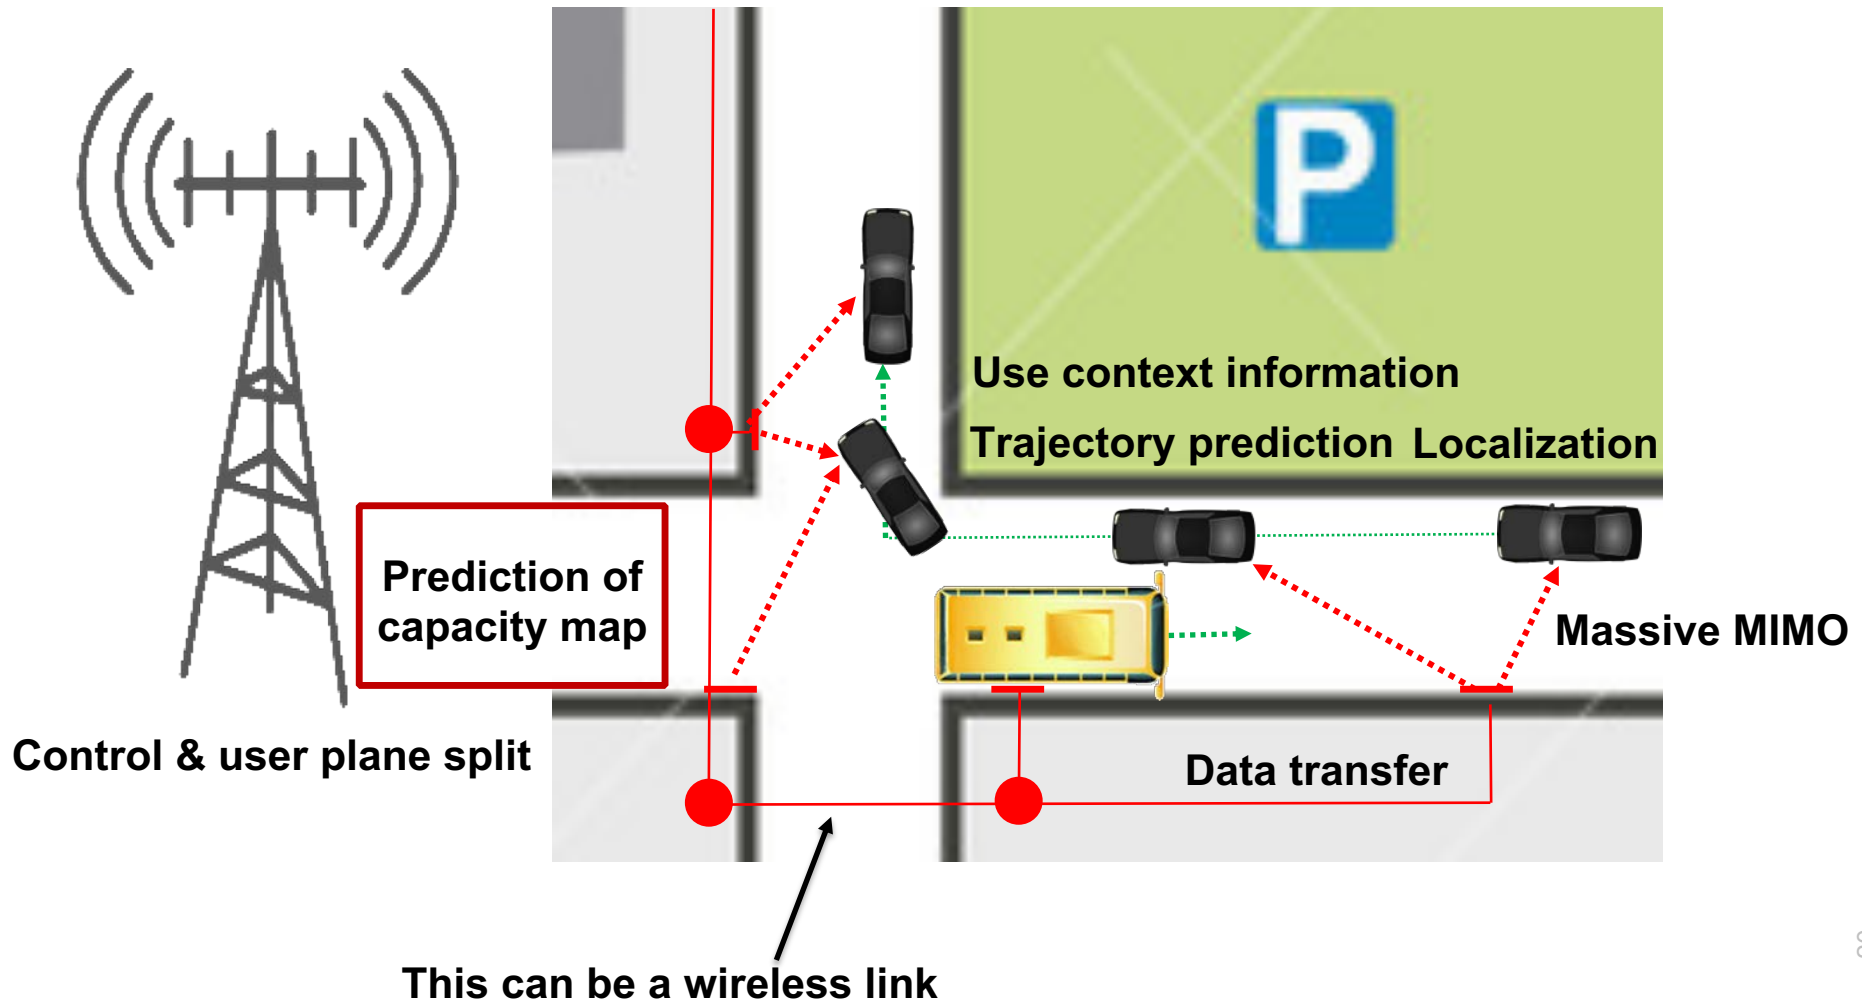 P
Use context information
Trajectory prediction Localization
Prediction of
capacity map
Massive MIMO
Control & user plane split
Data transfer
This can be a wireless link